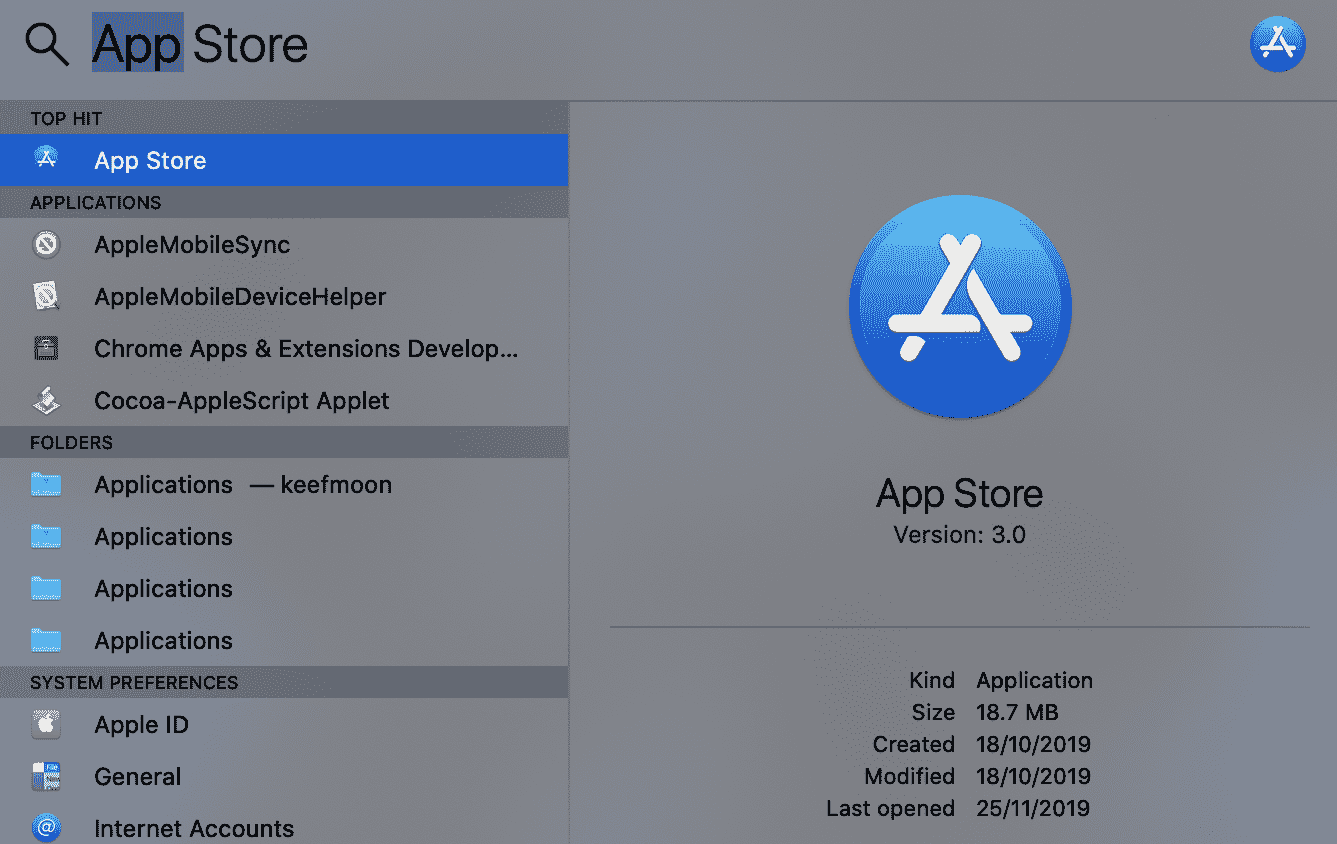 App Store
TOP HIT
App Store
APPLICATIONS
AppleMobileSync
AppleMobileDeviceHelper
Chrome Apps & Extensions Develop...
Cocoa-AppleScript Applet
FOLDERS
Applications — keefmoon
Applications
Applications
Applications
SYSTEM PREFERENCES
Apple ID
General
Internet Accounts
App Store
Version: 3.0
Kind Application
Size 18.7 MB
Created 18/10/2019
Modified 18/10/2019
Last opened 25/11/2019